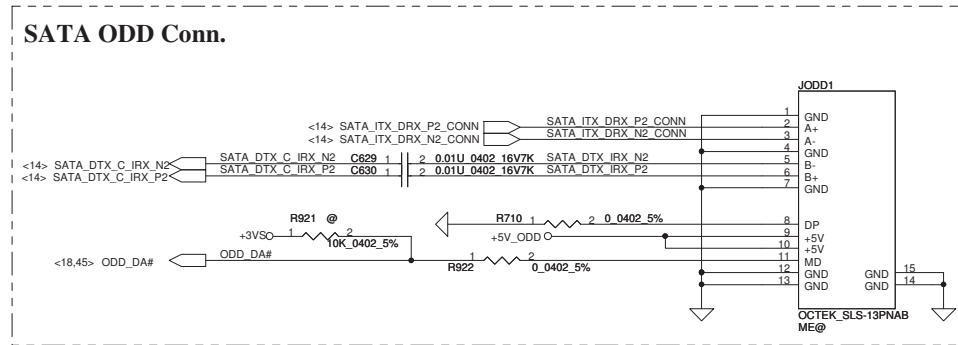 SATA ODD Conn.
JODD1
1 GND
<14> SATA_ITX_DRX_P2_CONN SATA_ITX_DRX_P2_CONN 2 A+
<14> SATA_ITX_DRX_N2_CONN SATA_ITX_DRX_N2_CONN 3 A-
4 GND
<14> SATA_DTX_C_IRX_N2 SATA_DTX_C_IRX_N2 C629 1 2 0.01U_0402_16V7K SATA_DTX_IRX_N2 5 B-
<14> SATA_DTX_C_IRX_P2 SATA_DTX_C_IRX_P2 C630 1 2 0.01U_0402_16V7K SATA_DTX_IRX_P2 6 B+
7 GND
R921 @
R710 1 2 0_0402_5% 8 DP
+3VS 1 2
10K_0402_5%
+5V_ODD 9 +5V
10 +5V
<18,45> ODD_DA# ODD_DA# 1 2 11 MD
R922 0_0402_5%
12 GND GND 15
13 GND GND 14
OCTEK_SLS-13PNAB
ME@